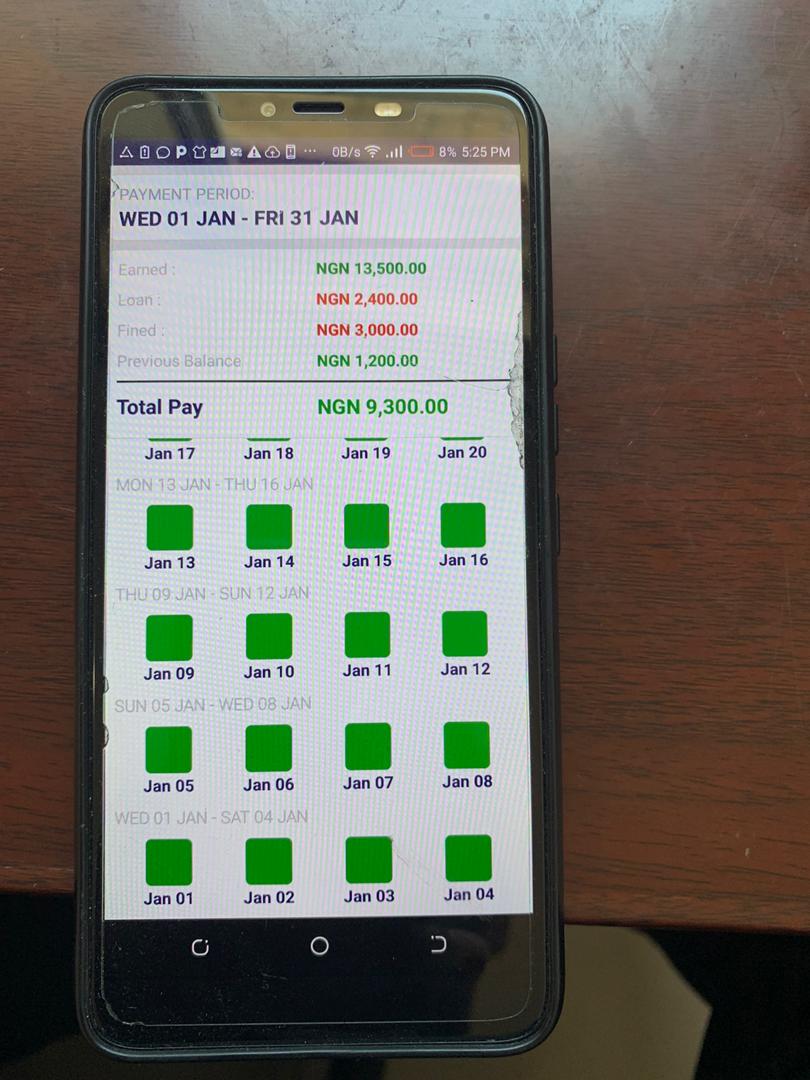 0B/s 8% 5:25 PM
PAYMENT PERIOD:
WED 01 JAN - FRI 31 JAN
Earned : NGN 13,500.00
Loan : NGN 2,400.00
Fined : NGN 3,000.00
Previous Balance NGN 1,200.00
Total Pay NGN 9,300.00
Jan 17 Jan 18 Jan 19 Jan 20
MON 13 JAN - THU 16 JAN
Jan 13 Jan 14 Jan 15 Jan 16
THU 09 JAN - SUN 12 JAN
Jan 09 Jan 10 Jan 11 Jan 12
SUN 05 JAN - WED 08 JAN
Jan 05 Jan 06 Jan 07 Jan 08
WED 01 JAN - SAT 04 JAN
Jan 01 Jan 02 Jan 03 Jan 04